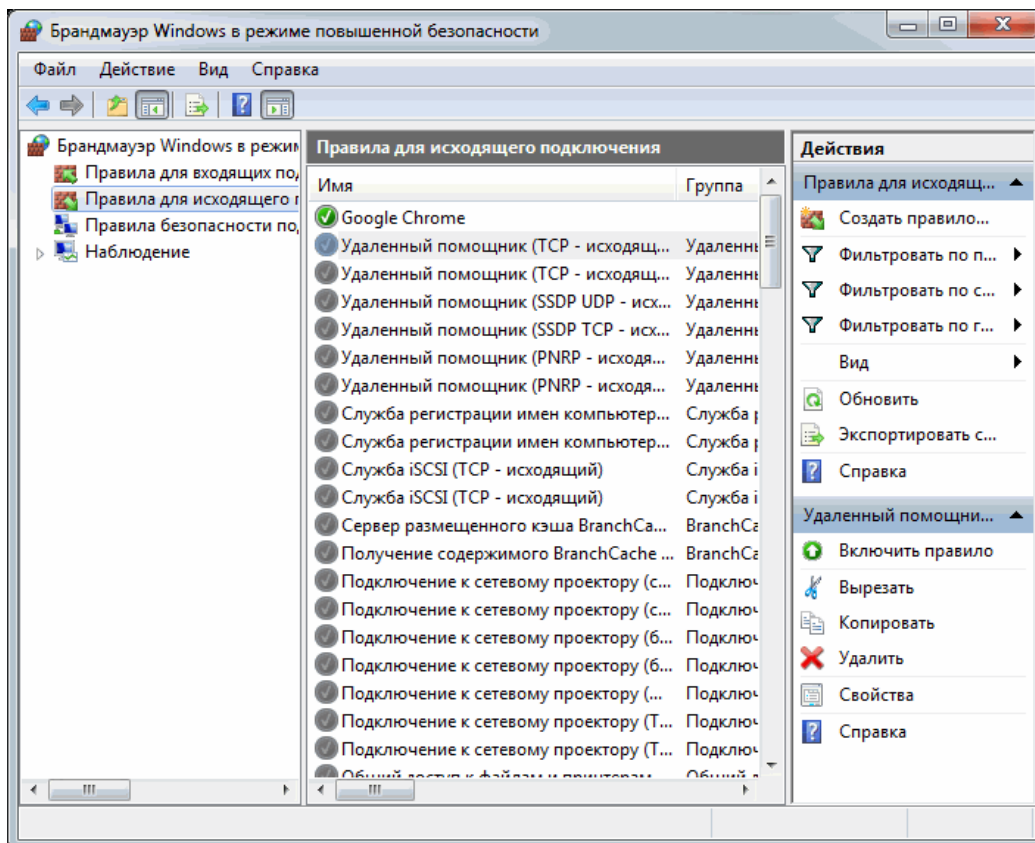 Брандмауэр Windows в режиме повышенной безопасности
Файл Действие Вид Справка
Брандмауэр Windows в режим
Правила для входящих по
Правила для исходящего п
Правила безопасности по
Наблюдение
Правила для исходящего подключения
Имя Группа
Google Chrome
Удаленный помощник (TCP - исходящ... Удаленны
Удаленный помощник (TCP - исходящ... Удаленны
Удаленный помощник (SSDP UDP - исх... Удаленны
Удаленный помощник (SSDP TCP - исх... Удаленны
Удаленный помощник (PNRP - исходя... Удаленны
Удаленный помощник (PNRP - исходя... Удаленны
Служба регистрации имен компьютер... Служба р
Служба регистрации имен компьютер... Служба р
Служба iSCSI (TCP - исходящий) Служба i
Служба iSCSI (TCP - исходящий) Служба i
Сервер размещенного кэша BranchCa... BranchCa
Получение содержимого BranchCache ... BranchCa
Подключение к сетевому проектору (с... Подключ
Подключение к сетевому проектору (с... Подключ
Подключение к сетевому проектору (б... Подключ
Подключение к сетевому проектору (б... Подключ
Подключение к сетевому проектору (... Подключ
Подключение к сетевому проектору (T... Подключ
Подключение к сетевому проектору (T... Подключ
Общий доступ к файлам и принтерам Общий д
Действия
Правила для исходящ...
Создать правило...
Фильтровать по п...
Фильтровать по с...
Фильтровать по г...
Вид
Обновить
Экспортировать с...
Справка
Удаленный помощни...
Включить правило
Вырезать
Копировать
Удалить
Свойства
Справка